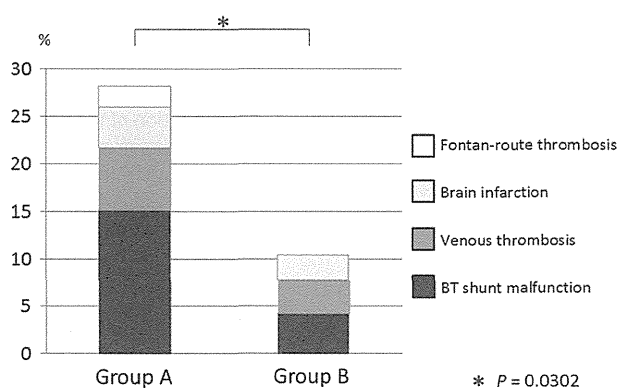 *
%
30
25
20
15
10
5
0
Group A
Group B
Fontan-route thrombosis
Brain infarction
Venous thrombosis
BT shunt malfunction
* P = 0.0302